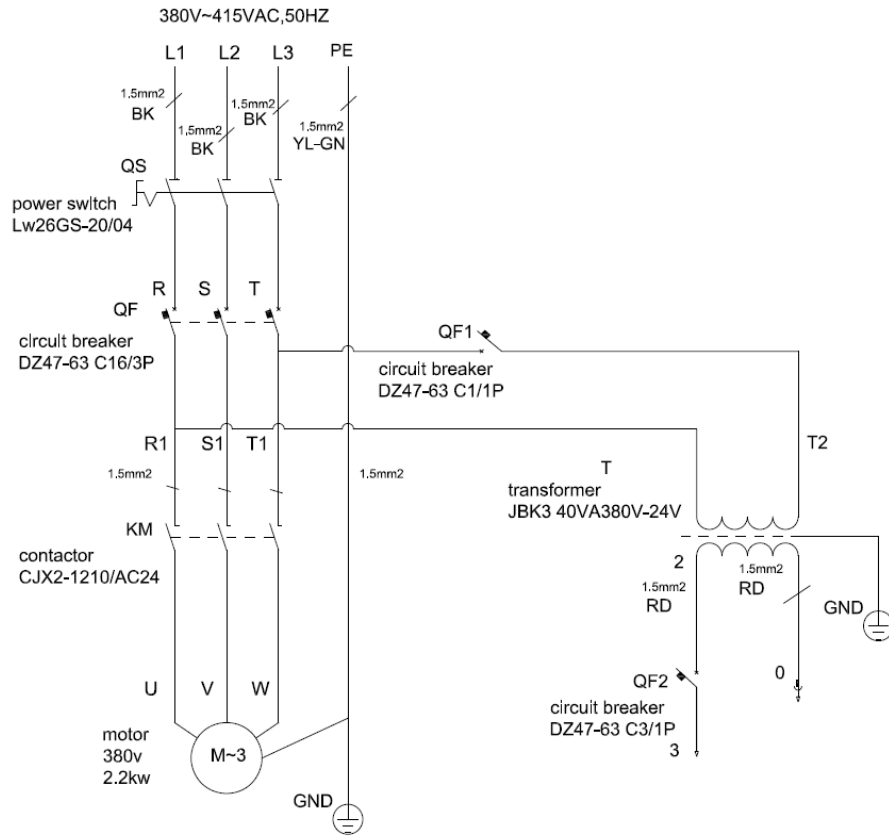 380V~415VAC,50HZ
L1 L2 L3 PE
1.5mm2
BK
1.5mm2
BK
1.5mm2
BK
1.5mm2
YL-GN
QS
power switch
Lw26GS-20/04
R S T
QF
circuit breaker
DZ47-63 C16/3P
QF1
circuit breaker
DZ47-63 C1/1P
R1 S1 T1
T2
1.5mm2
1.5mm2
T
transformer
JBK3 40VA380V-24V
KM
contactor
CJX2-1210/AC24
2
1.5mm2
RD
1.5mm2
RD
GND
U V W
QF2
0
circuit breaker
DZ47-63 C3/1P
3
motor
380v
2.2kw
M~3
GND